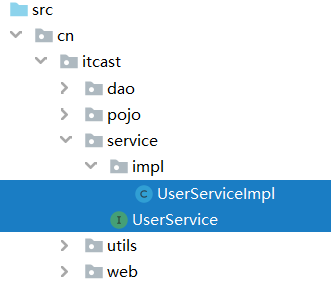 src
cn
itcast
dao
pojo
service
impl
C UserServiceImpl
I UserService
utils
web